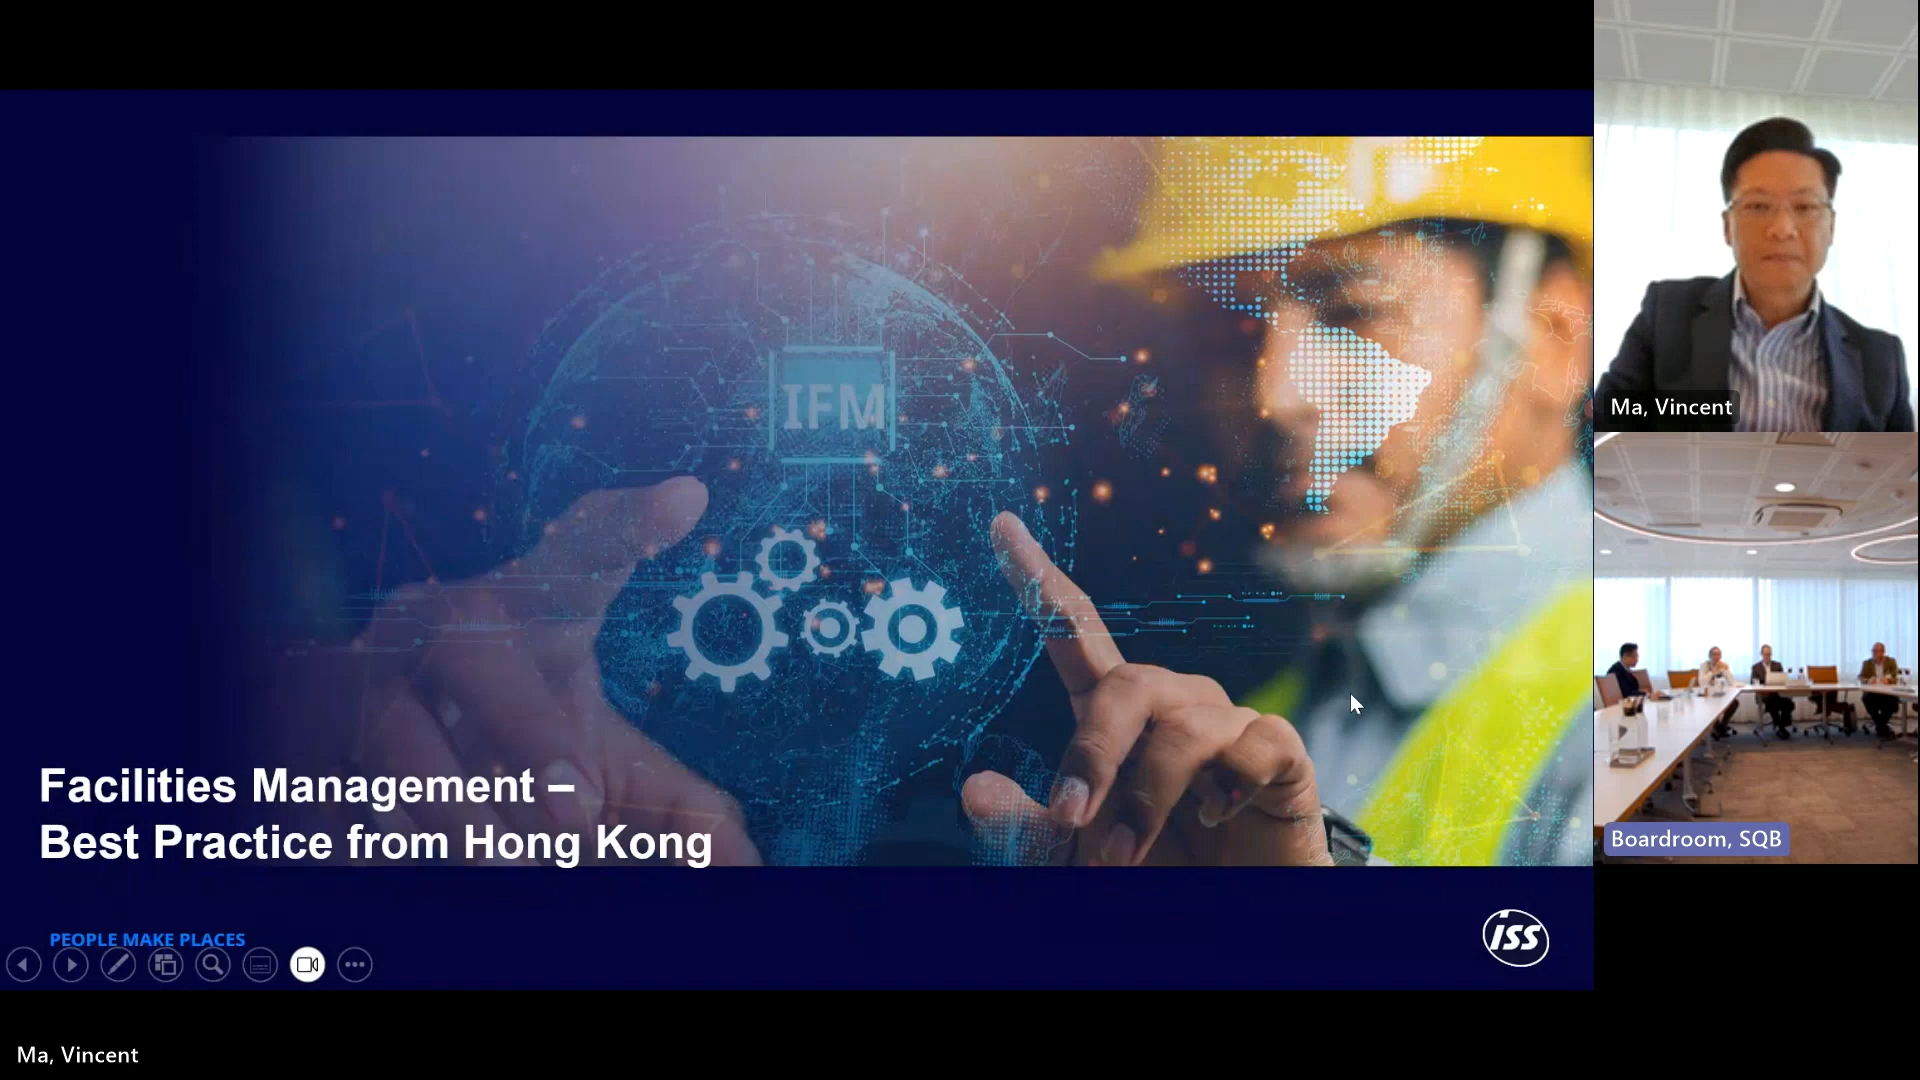 IFM
Facilities Management –
Best Practice from Hong Kong
PEOPLE MAKE PLACES
ISS
Ma, Vincent
Boardroom, SQB
Ma, Vincent